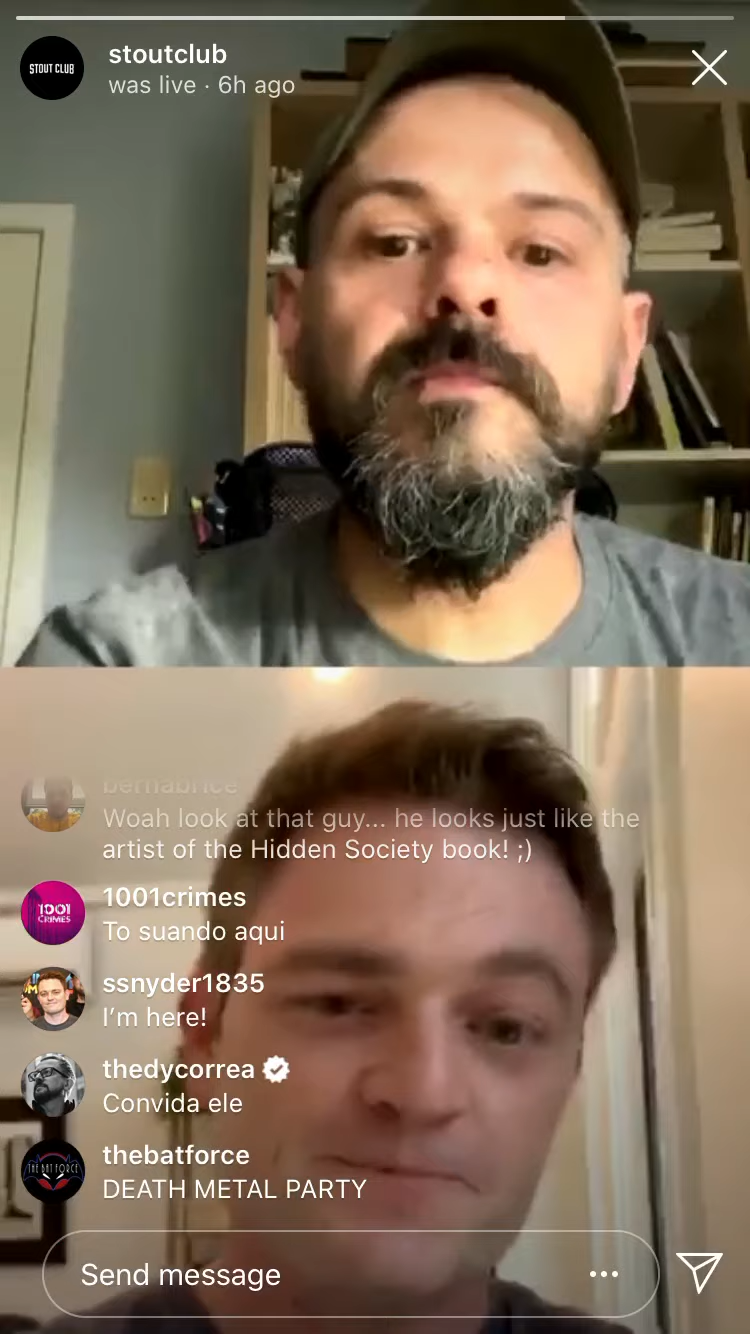 STOUT CLUB
stoutclub
was live · 6h ago
bernabrice
Woah look at that guy... he looks just like the
artist of the Hidden Society book! ;)
1001
CRIMES
1001crimes
To suando aqui
ssnyder1835
I'm here!
thedycorrea
Convida ele
THE BAT FORCE
thebatforce
DEATH METAL PARTY
Send message